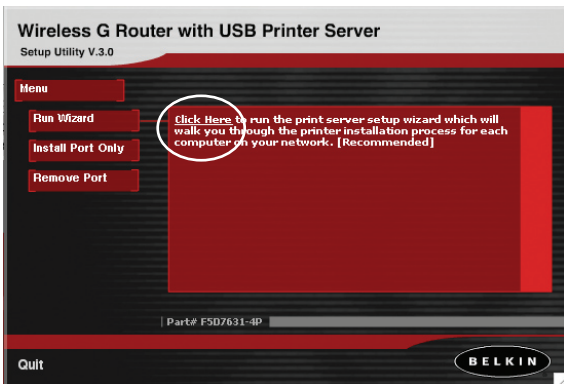 Wireless G Router with USB Printer Server
Setup Utility V.3.0
Menu
Run Wizard
Click Here to run the print server setup wizard which will
walk you through the printer installation process for each
computer on your network. [Recommended]
Install Port Only
Remove Port
Part# F5D7631-4P
Quit
BELKIN